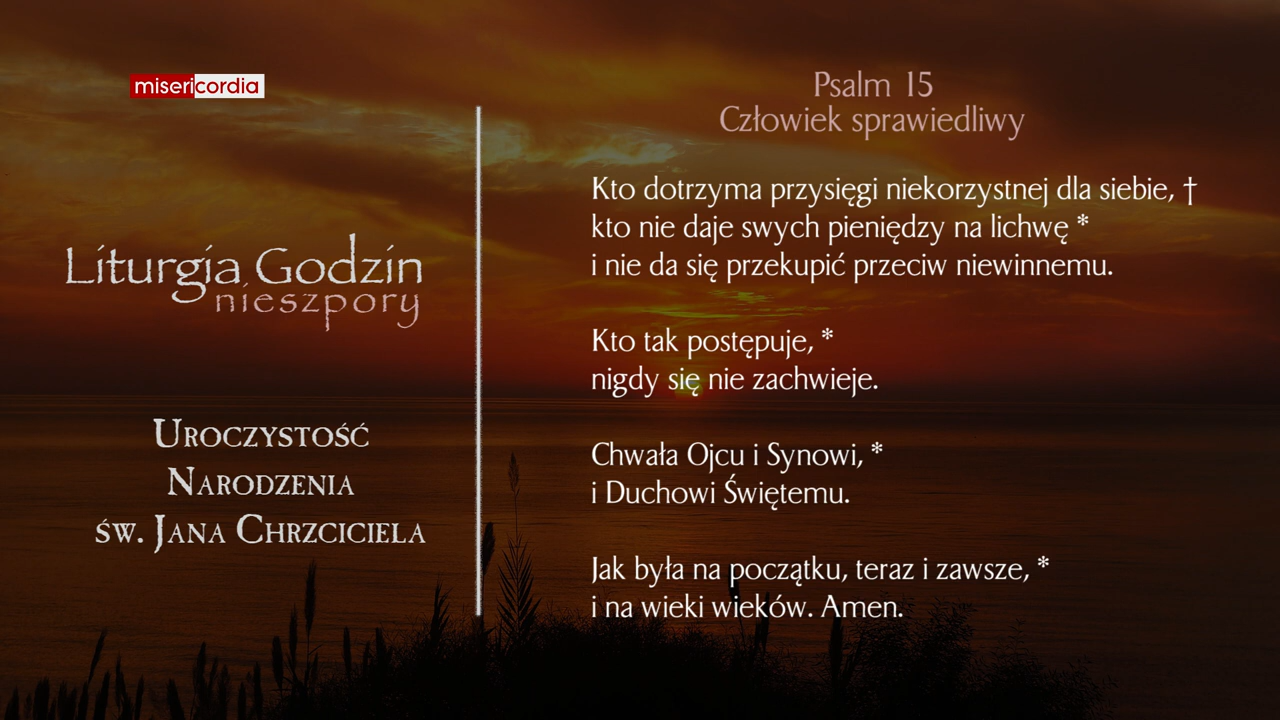 misericordia
Liturgia Godzin
nieszpory
Uroczystość
Narodzenia
św. Jana Chrzciciela
Psalm 15
Człowiek sprawiedliwy
Kto dotrzyma przysięgi niekorzystnej dla siebie, †
kto nie daje swych pieniędzy na lichwę *
i nie da się przekupić przeciw niewinnemu.
Kto tak postępuje, *
nigdy się nie zachwieje.
Chwała Ojcu i Synowi, *
i Duchowi Świętemu.
Jak była na początku, teraz i zawsze, *
i na wieki wieków. Amen.